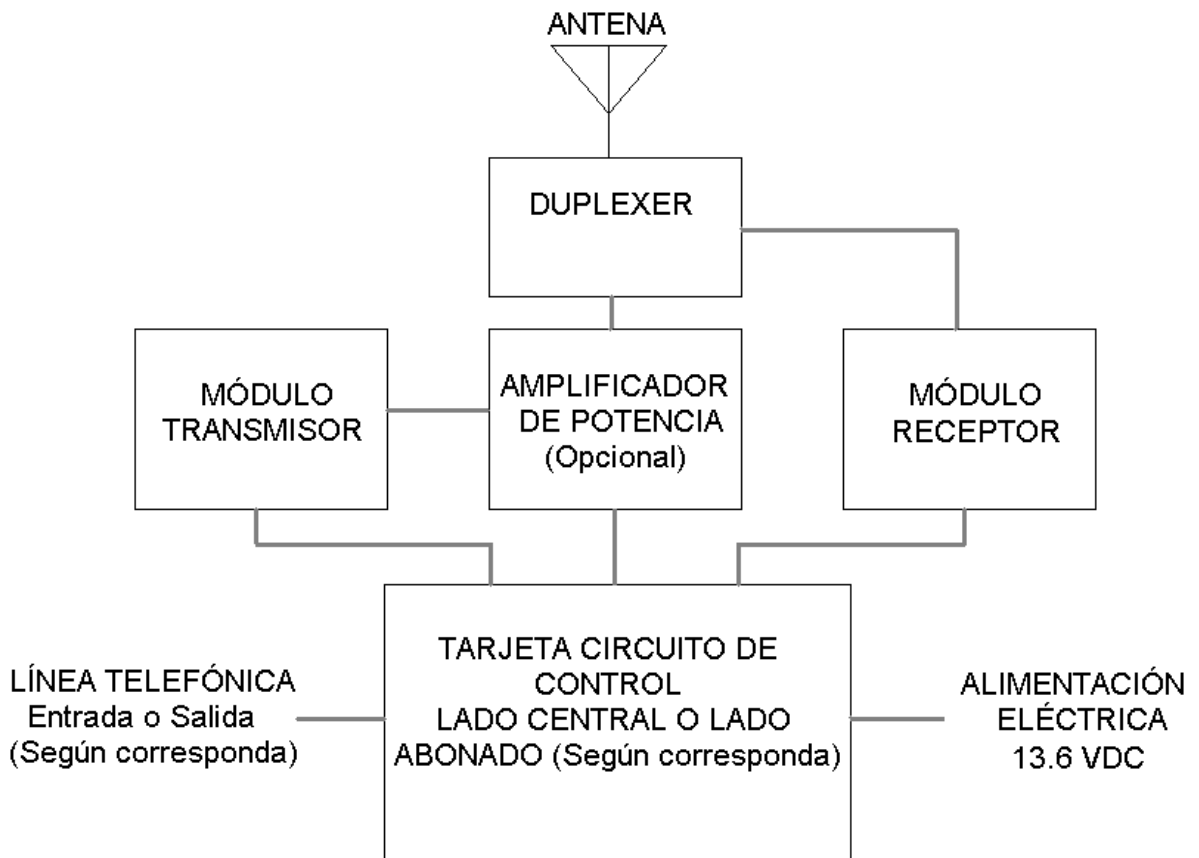 ANTENA
DUPLEXER
MÓDULO
TRANSMISOR
AMPLIFICADOR
DE POTENCIA
(Opcional)
MÓDULO
RECEPTOR
LÍNEA TELEFÓNICA
Entrada o Salida
(Según corresponda)
TARJETA CIRCUITO DE
CONTROL
LADO CENTRAL O LADO
ABONADO (Según corresponda)
ALIMENTACIÓN
ELÉCTRICA
13.6 VDC